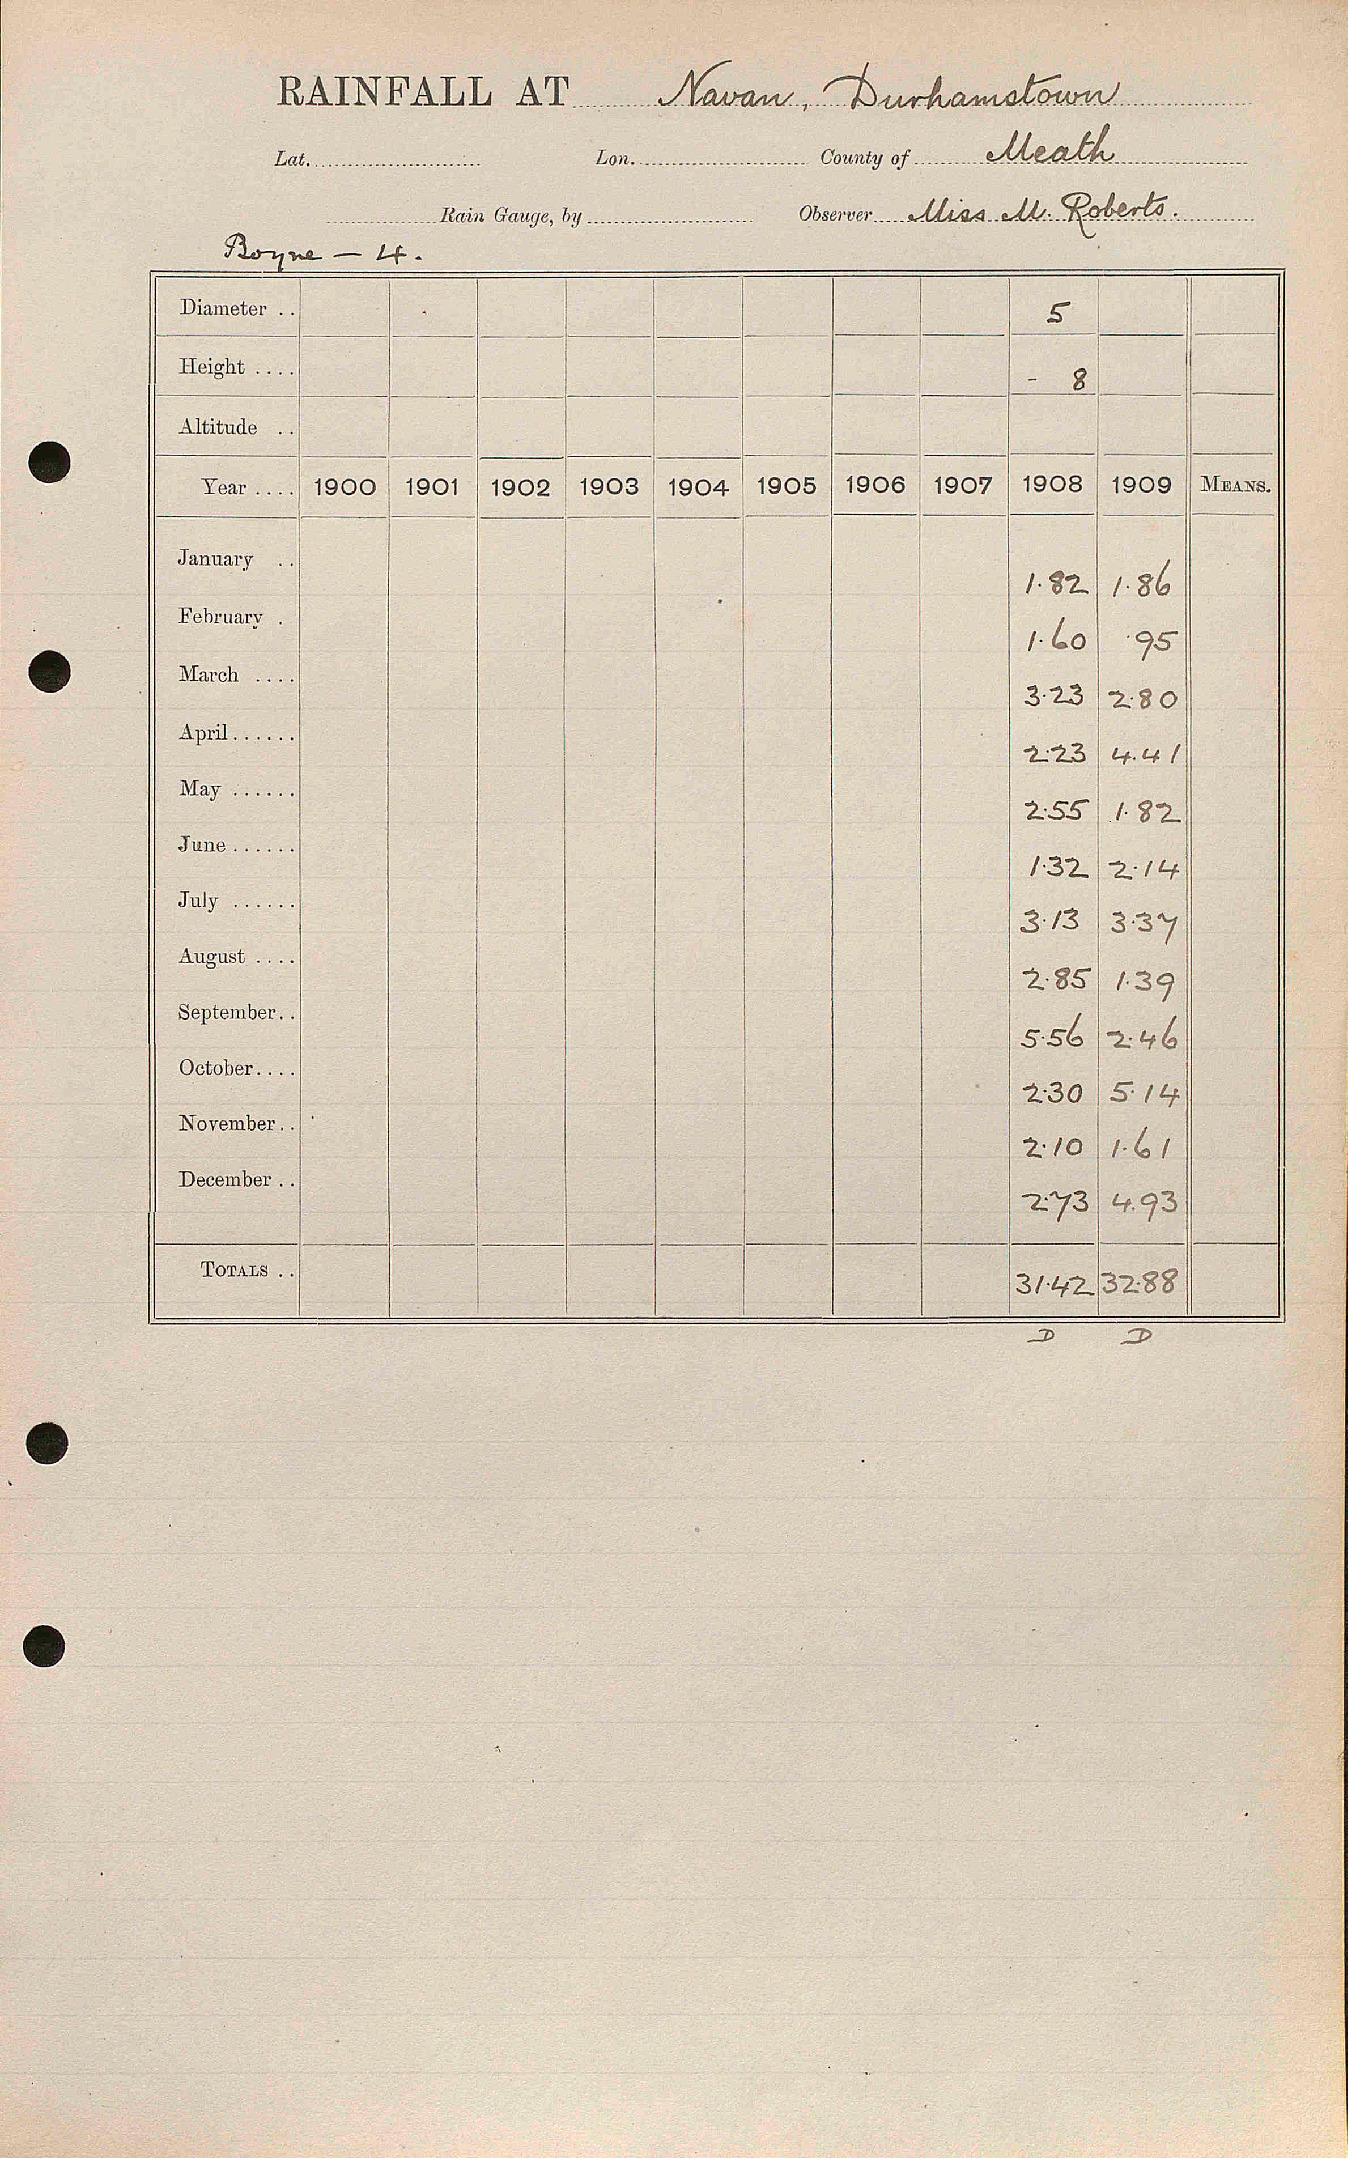 RAINFALL AT Navan, Durhamstown
Lat. Lon. County of Meath
Rain Gauge, by Observer Miss M. Roberts.
Boyne — 4.
Diameter .. 5
Height .... - 8
Altitude ..
Year .... 1900 1901 1902 1903 1904 1905 1906 1907 1908 1909 MEANS.
January .. 1.82 1.86
February . 1.60 .95
March .... 3.23 2.80
April...... 2.23 4.41
May ...... 2.55 1.82
June ...... 1.32 2.14
July ...... 3.13 3.37
August .... 2.85 1.39
September.. 5.56 2.46
October.... 2.30 5.14
November.. 2.10 1.61
December .. 2.73 4.93
TOTALS .. 31.42 32.88
D D